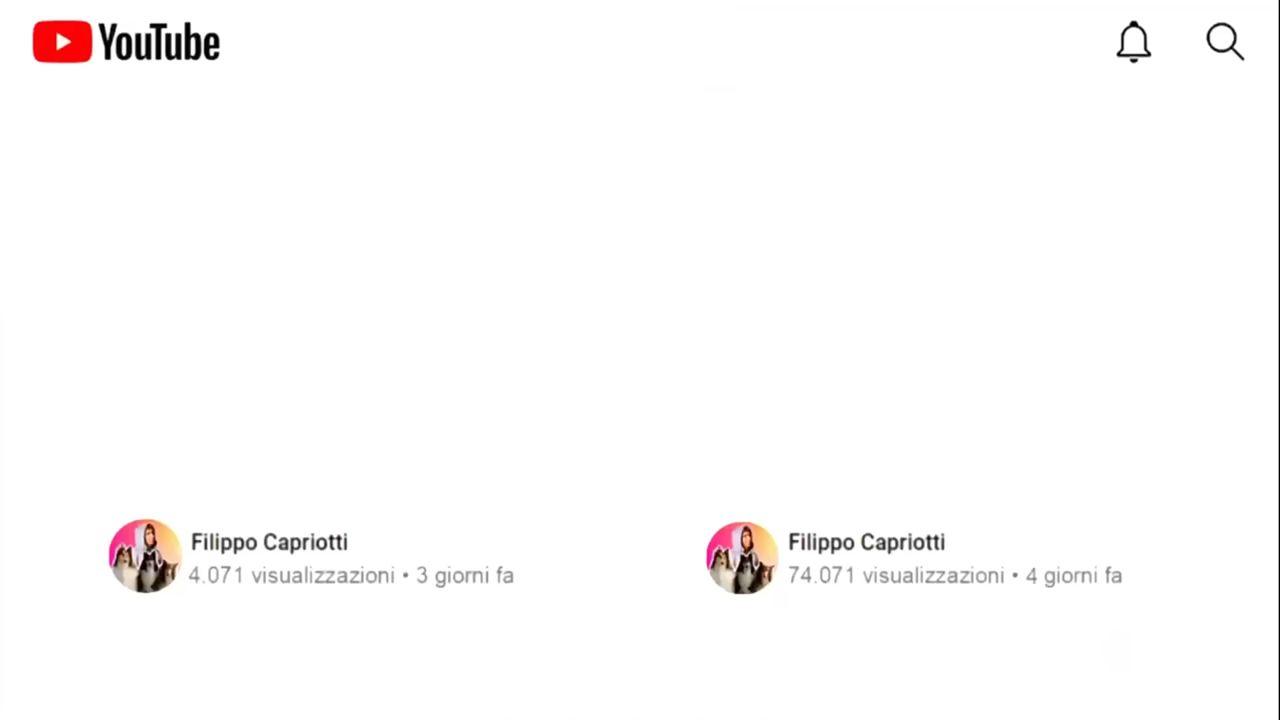 YouTube
Filippo Capriotti
4.071 visualizzazioni • 3 giorni fa
Filippo Capriotti
74.071 visualizzazioni • 4 giorni fa